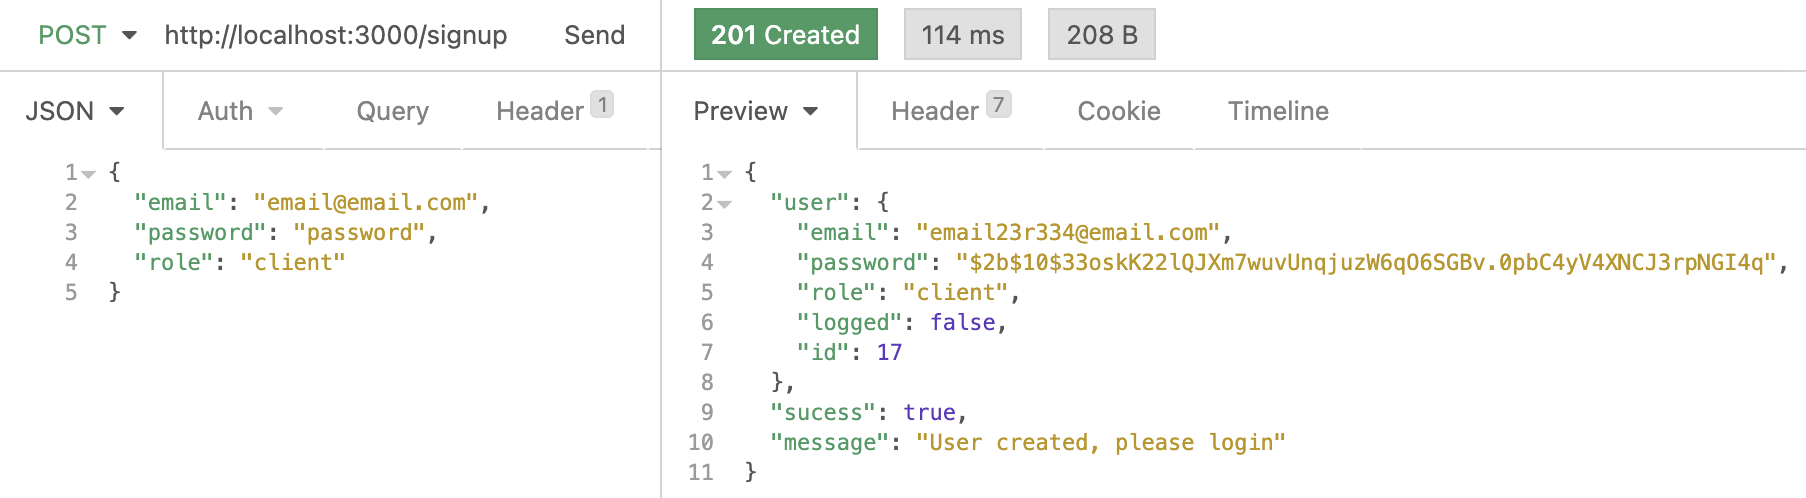 POST http://localhost:3000/signup Send 201 Created 114 ms 208 B
JSON Auth Query Header 1 Preview Header 7 Cookie Timeline
1 {
2 "email": "email@email.com",
3 "password": "password",
4 "role": "client"
5 }
1 {
2 "user": {
3 "email": "email23r334@email.com",
4 "password": "$2b$10$33oskK22lQJXm7wuvUnqjuzW6qO6SGBv.0pbC4yV4XNCJ3rpNGI4q",
5 "role": "client",
6 "logged": false,
7 "id": 17
8 },
9 "sucess": true,
10 "message": "User created, please login"
11 }